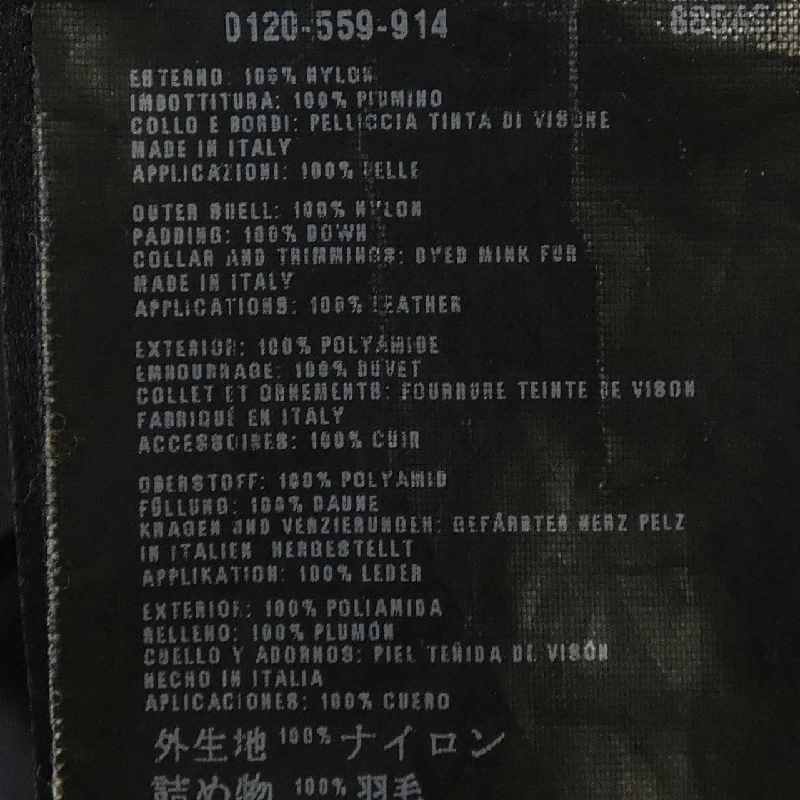 0120-559-914
ESTERNO: 100% NYLON
IMBOTTITURA: 100% PIUMINO
COLLO E BORDI: PELLICCIA TINTA DI VISONE
MADE IN ITALY
APPLICAZIONI: 100% PELLE
OUTER SHELL: 100% NYLON
PADDING: 100% DOWN
COLLAR AND TRIMMINGS: DYED MINK FUR
MADE IN ITALY
APPLICATIONS: 100% LEATHER
EXTERIOR: 100% POLYAMIDE
EMBOURRAGE: 100% DUVET
COLLET ET ORNEMENTS: FOURRURE TEINTE DE VISON
FABRIQUÉ EN ITALY
ACCESSOIRES: 100% CUIR
OBERSTOFF: 100% POLYAMID
FÜLLUNG: 100% DAUNE
KRAGEN UND VERZIERUNGEN: GEFÄRBTER NERZ PELZ
IN ITALIEN HERGESTELLT
APPLIKATION: 100% LEDER
EXTERIOR: 100% POLIAMIDA
RELLENO: 100% PLUMÓN
CUELLO Y ADORNOS: PIEL TEÑIDA DE VISÓN
HECHO IN ITALIA
APLICACIONES: 100% CUERO
外生地 100% ナイロン
詰め物 100% 羽毛